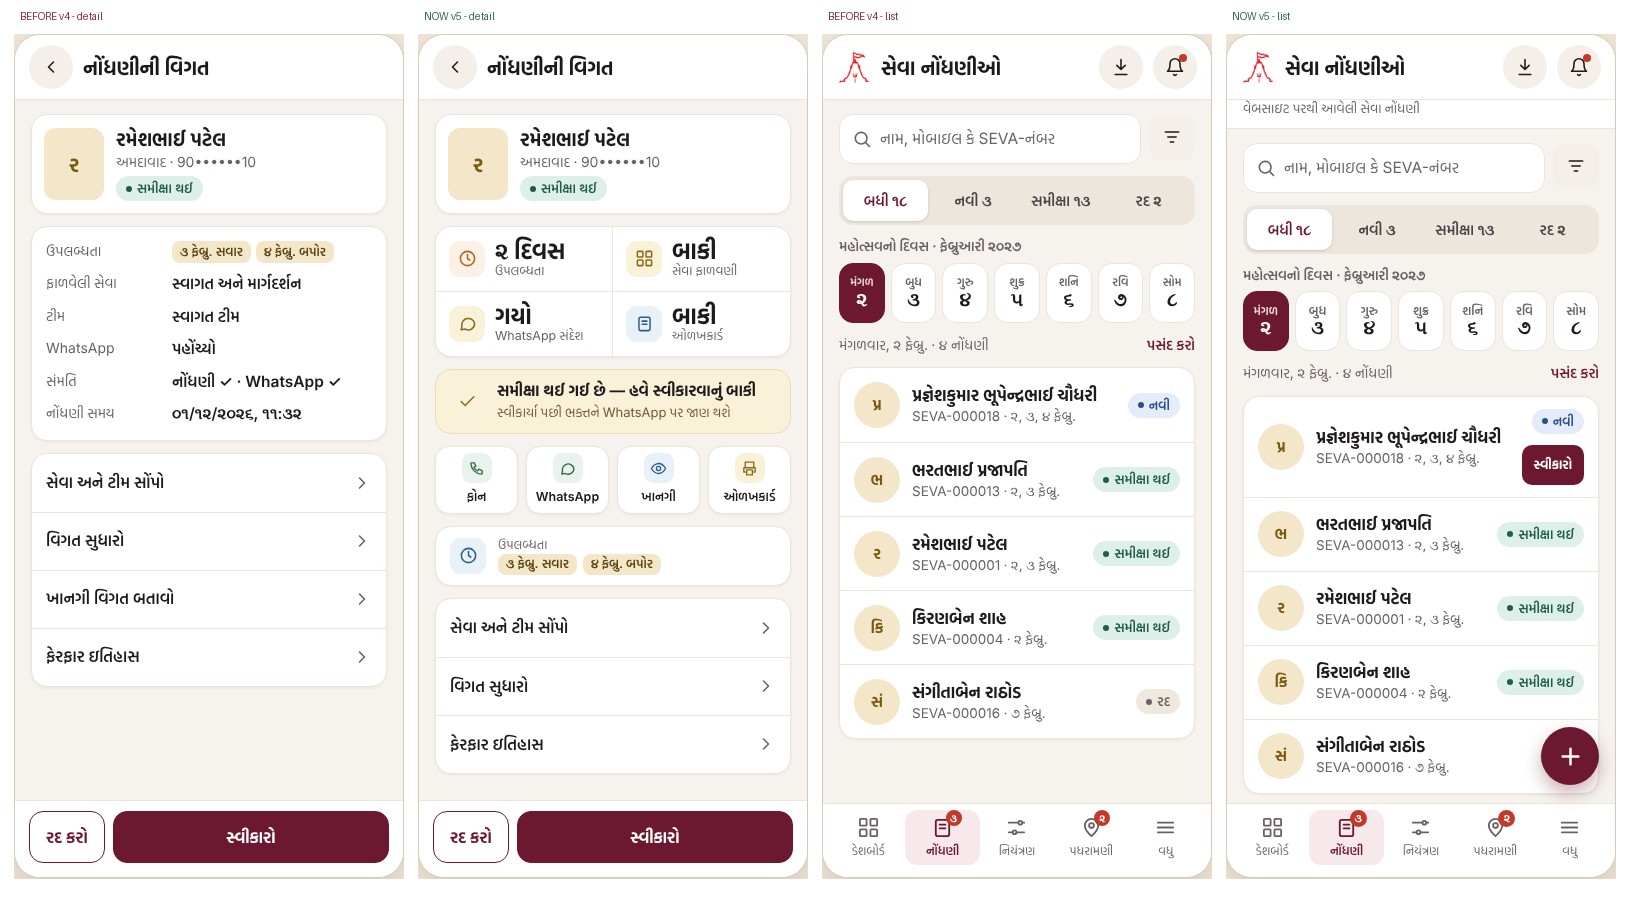 BEFORE v4 - detail
નોંધણીની વિગત
ર
રમેશભાઈ પટેલ
અમદાવાદ · 90••••••10
સમીક્ષા થઈ
ઉપલબ્ધતા
૩ ફેબ્રુ. સવાર
૪ ફેબ્રુ. બપોર
ફાળવેલી સેવા
સ્વાગત અને માર્ગદર્શન
ટીમ
સ્વાગત ટીમ
WhatsApp
પહોંચ્યો
સંમતિ
નોંધણી ✓ · WhatsApp ✓
નોંધણી સમય
૦૧/૧૨/૨૦૨૬, ૧૧:૩૨
સેવા અને ટીમ સોંપો
વિગત સુધારો
ખાનગી વિગત બતાવો
ફેરફાર ઇતિહાસ
રદ કરો
સ્વીકારો
NOW v5 - detail
નોંધણીની વિગત
ર
રમેશભાઈ પટેલ
અમદાવાદ · 90••••••10
સમીક્ષા થઈ
૨ દિવસ
ઉપલબ્ધતા
બાકી
સેવા ફાળવણી
ગયો
WhatsApp સંદેશ
બાકી
ઓળખકાર્ડ
સમીક્ષા થઈ ગઈ છે — હવે સ્વીકારવાનું બાકી
સ્વીકાર્યા પછી ભક્તને WhatsApp પર જાણ થશે
ફોન
WhatsApp
ખાનગી
ઓળખકાર્ડ
ઉપલબ્ધતા
૩ ફેબ્રુ. સવાર
૪ ફેબ્રુ. બપોર
સેવા અને ટીમ સોંપો
વિગત સુધારો
ફેરફાર ઇતિહાસ
રદ કરો
સ્વીકારો
BEFORE v4 - list
સેવા નોંધણીઓ
નામ, મોબાઇલ કે SEVA-નંબર
બધી ૧૮
નવી ૩
સમીક્ષા ૧૩
રદ ૨
મહોત્સવનો દિવસ · ફેબ્રુઆરી ૨૦૨૭
મંગળ ૨
બુધ ૩
ગુરુ ૪
શુક્ર ૫
શનિ ૬
રવિ ૭
સોમ ૮
મંગળવાર, ૨ ફેબ્રુ. · ૪ નોંધણી
પસંદ કરો
પ્ર
પ્રજ્ઞેશકુમાર ભૂપેન્દ્રભાઈ ચૌધરી
SEVA-000018 · ૨, ૩, ૪ ફેબ્રુ.
નવી
ભ
ભરતભાઈ પ્રજાપતિ
SEVA-000013 · ૨, ૩ ફેબ્રુ.
સમીક્ષા થઈ
ર
રમેશભાઈ પટેલ
SEVA-000001 · ૨, ૩ ફેબ્રુ.
સમીક્ષા થઈ
કિ
કિરણબેન શાહ
SEVA-000004 · ૨ ફેબ્રુ.
સમીક્ષા થઈ
સં
સંગીતાબેન રાઠોડ
SEVA-000016 · ૭ ફેબ્રુ.
રદ
ડેશબોર્ડ
૩
નોંધણી
નિયંત્રણ
૨
પધરામણી
વધુ
NOW v5 - list
સેવા નોંધણીઓ
વેબસાઇટ પરથી આવેલી સેવા નોંધણી
નામ, મોબાઇલ કે SEVA-નંબર
બધી ૧૮
નવી ૩
સમીક્ષા ૧૩
રદ ૨
મહોત્સવનો દિવસ · ફેબ્રુઆરી ૨૦૨૭
મંગળ ૨
બુધ ૩
ગુરુ ૪
શુક્ર ૫
શનિ ૬
રવિ ૭
સોમ ૮
મંગળવાર, ૨ ફેબ્રુ. · ૪ નોંધણી
પસંદ કરો
પ્ર
પ્રજ્ઞેશકુમાર ભૂપેન્દ્રભાઈ ચૌધરી
SEVA-000018 · ૨, ૩, ૪ ફેબ્રુ.
નવી
સ્વીકારો
ભ
ભરતભાઈ પ્રજાપતિ
SEVA-000013 · ૨, ૩ ફેબ્રુ.
સમીક્ષા થઈ
ર
રમેશભાઈ પટેલ
SEVA-000001 · ૨, ૩ ફેબ્રુ.
સમીક્ષા થઈ
કિ
કિરણબેન શાહ
SEVA-000004 · ૨ ફેબ્રુ.
સમીક્ષા થઈ
સં
સંગીતાબેન રાઠોડ
SEVA-000016 · ૭ ફેબ્રુ.
ડેશબોર્ડ
૩
નોંધણી
નિયંત્રણ
૨
પધરામણી
વધુ